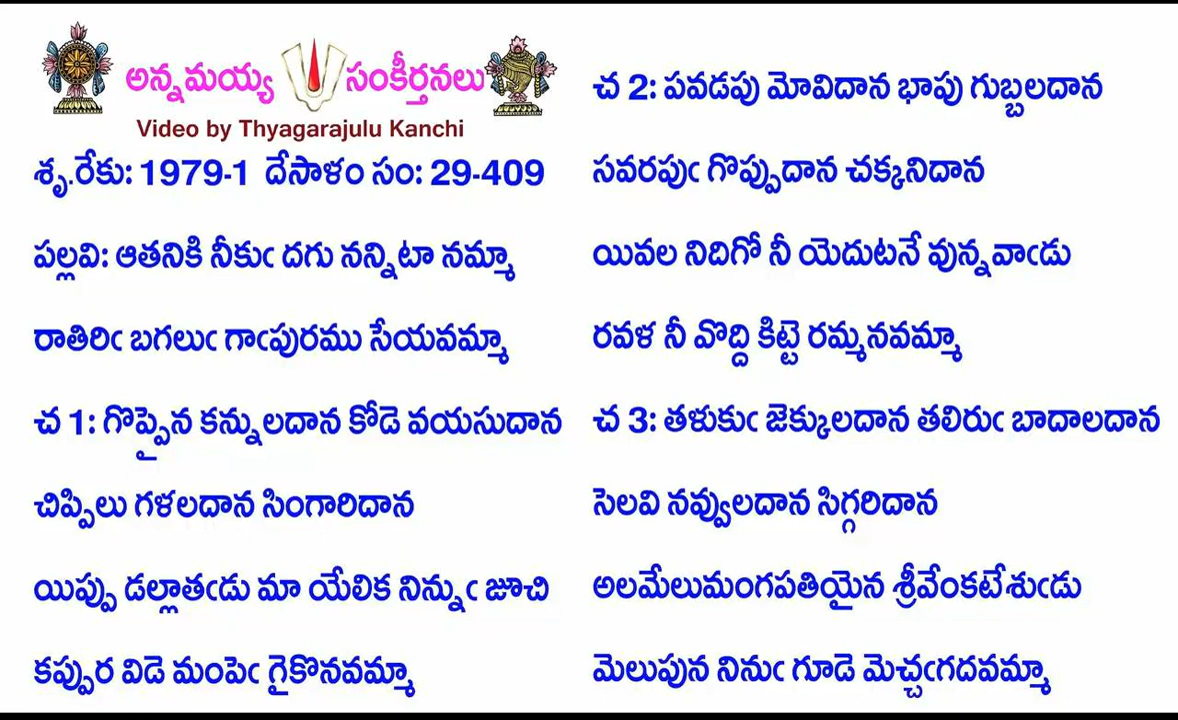 అన్నమయ్య సంకీర్తనలు
Video by Thyagarajulu Kanchi
శృ.రేకు: 1979-1 దేసాళం సం: 29-409
పల్లవి: ఆతనికి నీకుఁ దగు నన్నిటా నమ్మా
రాతిరిఁ బగలుఁ గాఁపురము సేయవమ్మా
చ 1: గొప్పైన కన్నులదాన కోడె వయసుదాన
చిప్పిలు గళలదాన సింగారిదాన
యిప్పు డల్లాతఁడు మా యేలిక నిన్నుఁ జూచి
కప్పుర విడె మంపెఁ గైకొనవమ్మా
చ 2: పవడపు మోవిదాన భాపు గుబ్బలదాన
సవరపుఁ గొప్పుదాన చక్కనిదాన
యివల నిదిగో నీ యెదుటనే వున్నవాఁడు
రవళ నీ వొద్ది కిట్టె రమ్మనవమ్మా
చ 3: తళుకుఁ జెక్కులదాన తలిరుఁ బాదాలదాన
సెలవి నవ్వులదాన సిగ్గరిదాన
అలమేలుమంగపతియైన శ్రీవేంకటేశుఁడు
మెలుపున నినుఁ గూడె మెచ్చఁగదవమ్మా